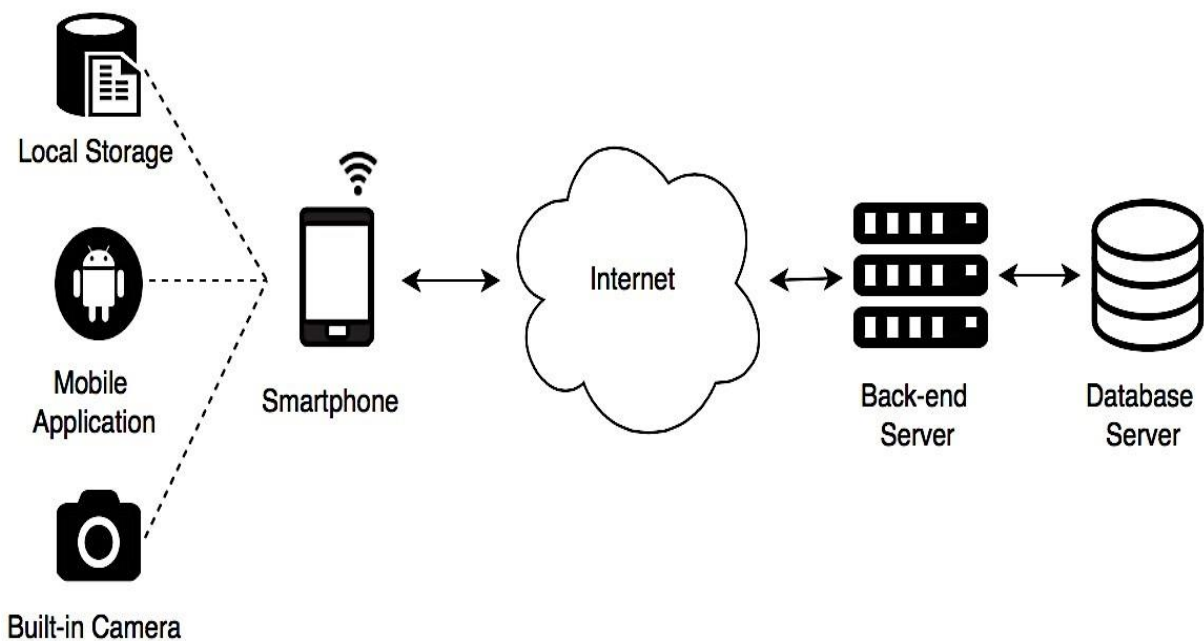 Local Storage
Mobile
Application
Built-in Camera
Smartphone
Internet
Back-end
Server
Database
Server